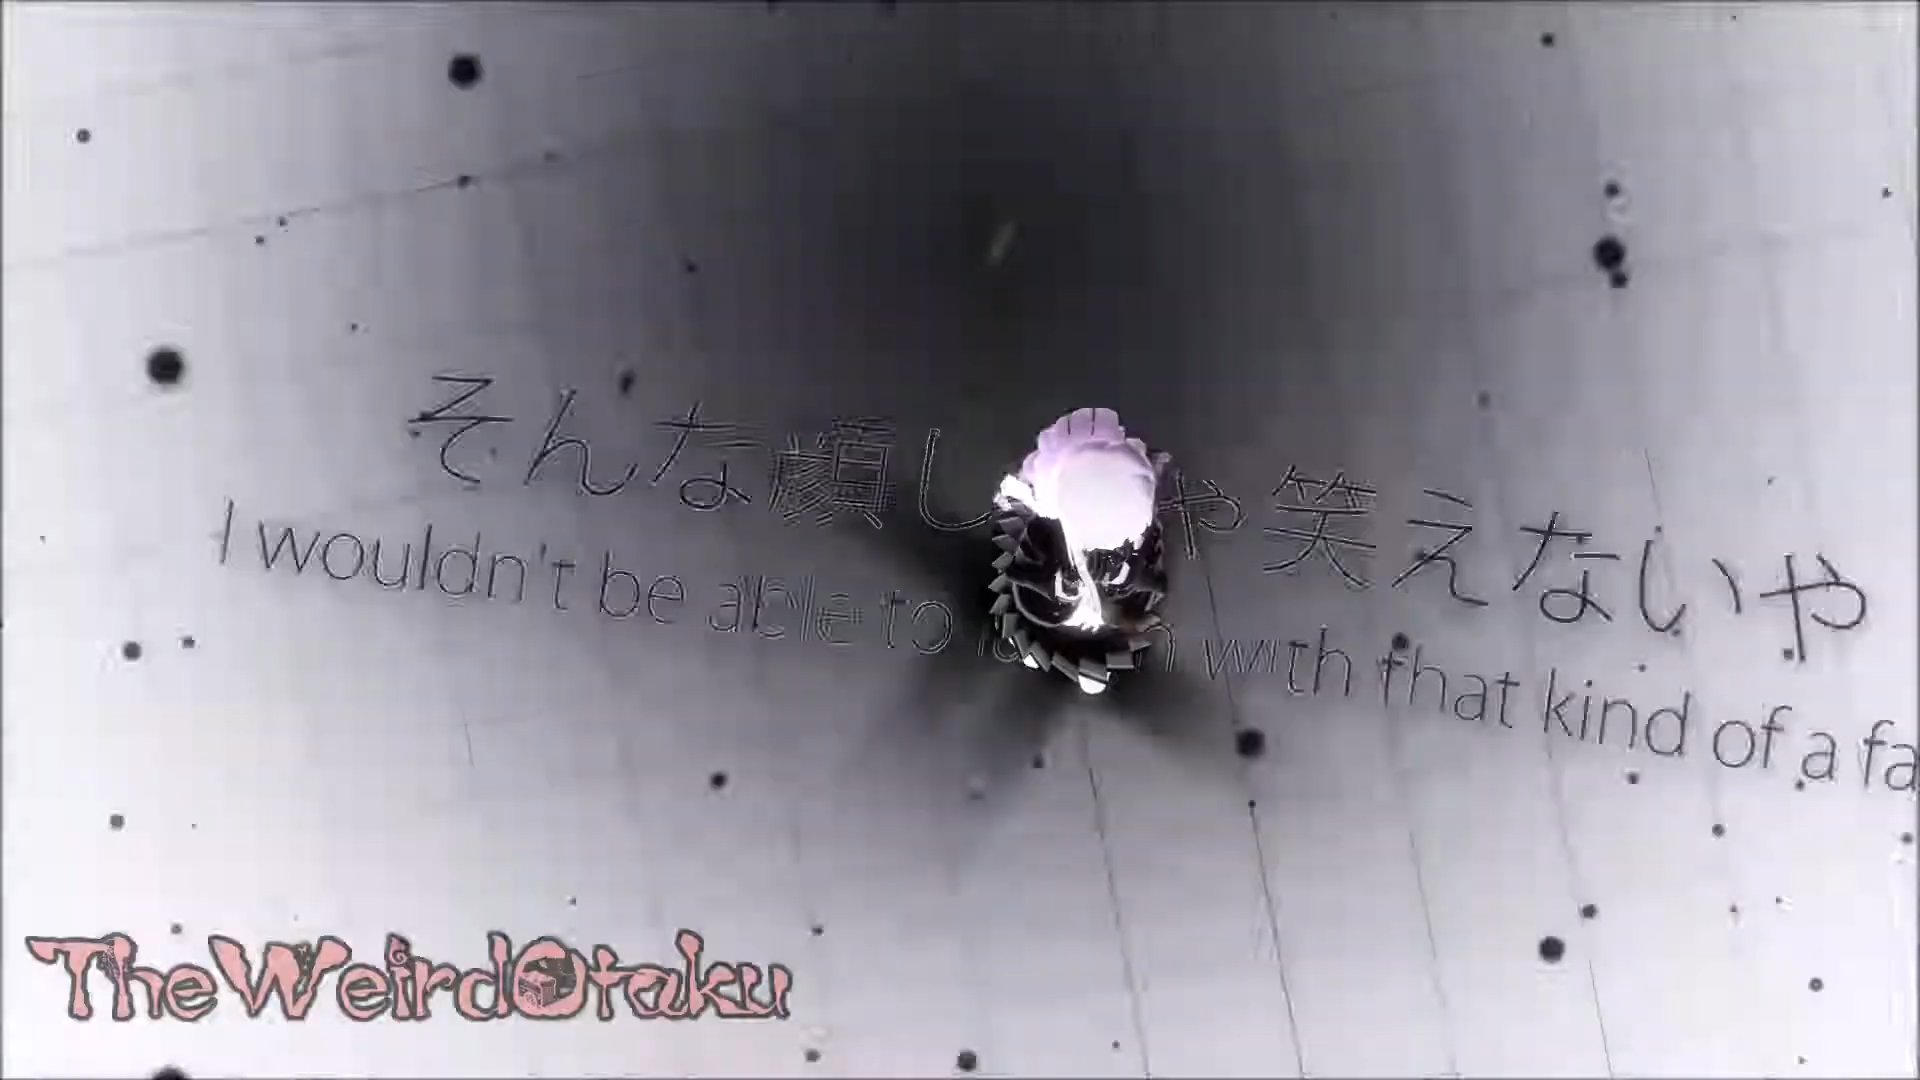 そんな顔し や笑えないや
I wouldn't be able to with that kind of a fa
TheWeirdOtaku